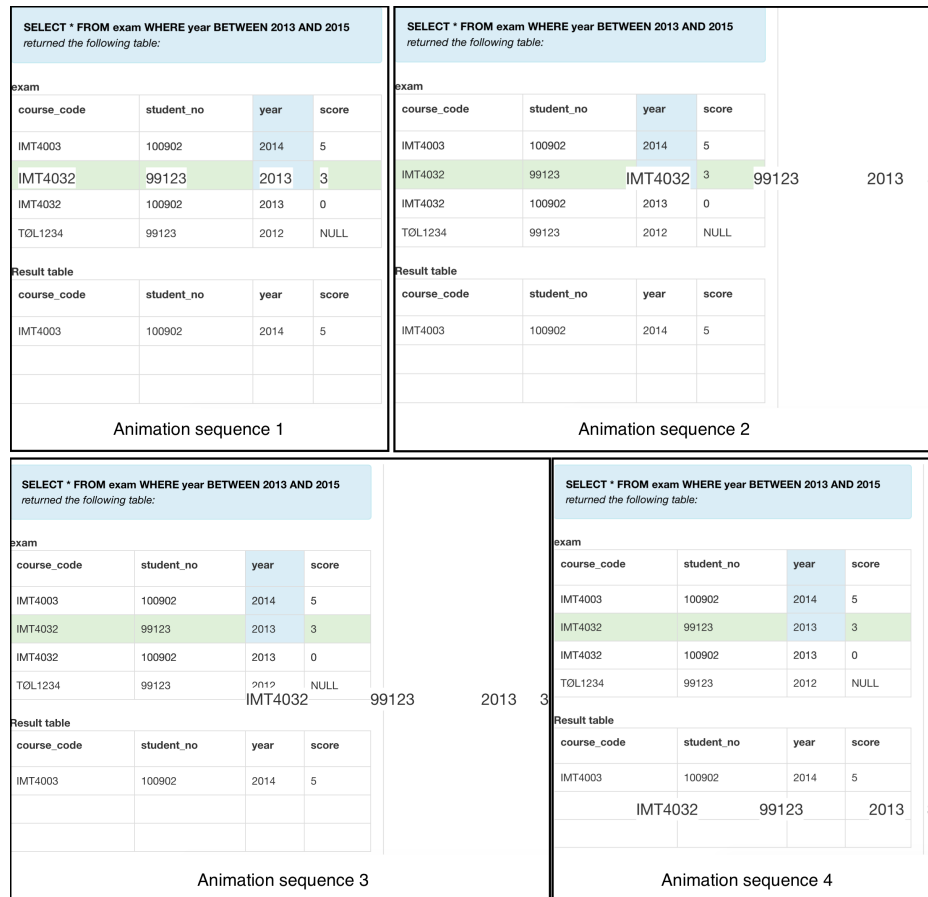 SELECT * FROM exam WHERE year BETWEEN 2013 AND 2015
returned the following table:
exam
course_code student_no year score
IMT4003 100902 2014 5
IMT4032 99123 2013 3
IMT4032 100902 2013 0
TØL1234 99123 2012 NULL
Result table
course_code student_no year score
IMT4003 100902 2014 5
Animation sequence 1
SELECT * FROM exam WHERE year BETWEEN 2013 AND 2015
returned the following table:
exam
course_code student_no year score
IMT4003 100902 2014 5
IMT4032 99123 IMT4032 3 99123 2013
IMT4032 100902 2013 0
TØL1234 99123 2012 NULL
Result table
course_code student_no year score
IMT4003 100902 2014 5
Animation sequence 2
SELECT * FROM exam WHERE year BETWEEN 2013 AND 2015
returned the following table:
exam
course_code student_no year score
IMT4003 100902 2014 5
IMT4032 99123 2013 3
IMT4032 100902 2013 0
TØL1234 99123 2012 NULL
IMT4032 99123 2013 3
Result table
course_code student_no year score
IMT4003 100902 2014 5
Animation sequence 3
SELECT * FROM exam WHERE year BETWEEN 2013 AND 2015
returned the following table:
exam
course_code student_no year score
IMT4003 100902 2014 5
IMT4032 99123 2013 3
IMT4032 100902 2013 0
TØL1234 99123 2012 NULL
Result table
course_code student_no year score
IMT4003 100902 2014 5
IMT4032 99123 2013
Animation sequence 4